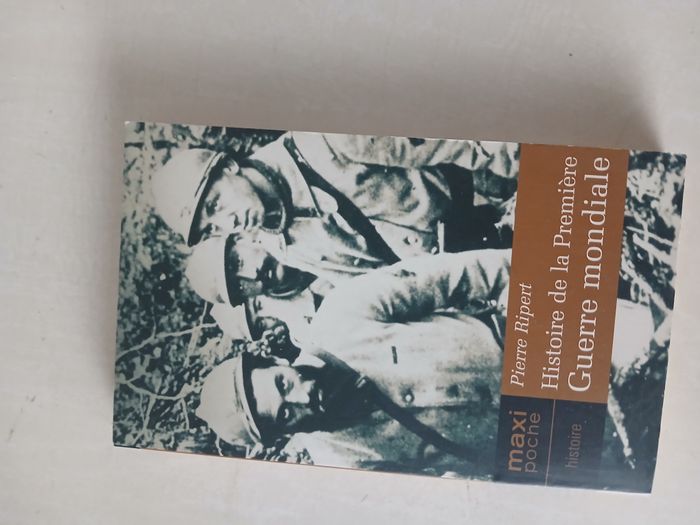 Pierre Ripert
Histoire de la Première
Guerre mondiale
maxi
poche
histoire